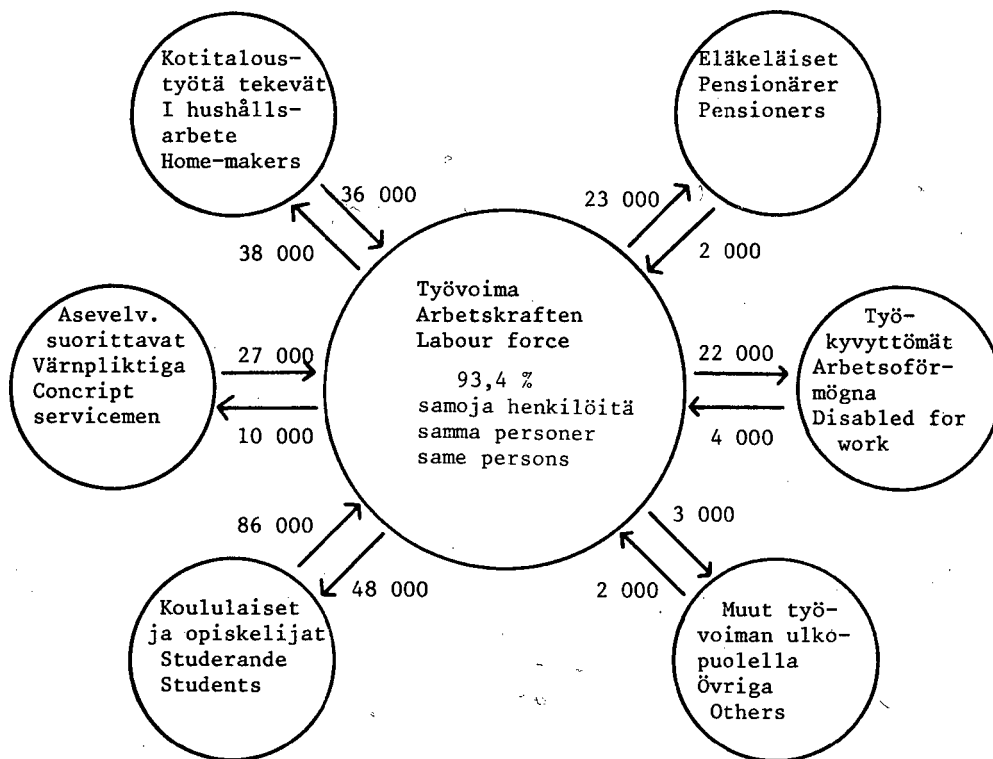 Kotitalous-
työtä tekevät
I hushålls-
arbete
Home-makers
Eläkeläiset
Pensionärer
Pensioners
36 000
38 000
23 000
2 000
Työvoima
Arbetskraften
Labour force
93,4 %
samoja henkilöitä
samma personer
same persons
Asevelv.
suorittavat
Värnpliktiga
Concript
servicemen
27 000
10 000
22 000
4 000
Työ-
kyvyttömät
Arbetsoför-
mögna
Disabled for
work
86 000
48 000
3 000
2 000
Koululaiset
ja opiskelijat
Studerande
Students
Muut työ-
voiman ulko-
puolella
Övriga
Others